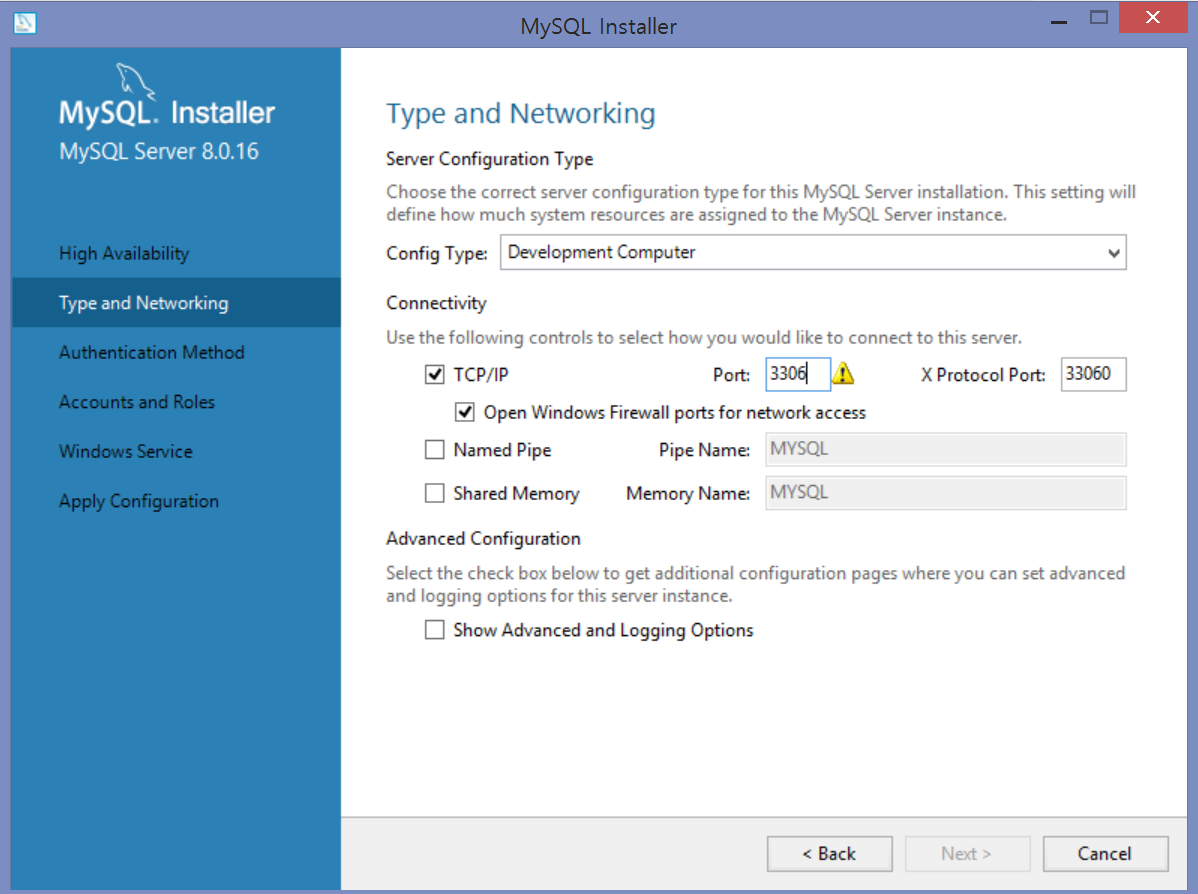 MySQL Installer
MySQL. Installer
MySQL Server 8.0.16
High Availability
Type and Networking
Authentication Method
Accounts and Roles
Windows Service
Apply Configuration
Type and Networking
Server Configuration Type
Choose the correct server configuration type for this MySQL Server installation. This setting will
define how much system resources are assigned to the MySQL Server instance.
Config Type: Development Computer
Connectivity
Use the following controls to select how you would like to connect to this server.
TCP/IP Port: 3306 X Protocol Port: 33060
Open Windows Firewall ports for network access
Named Pipe Pipe Name: MYSQL
Shared Memory Memory Name: MYSQL
Advanced Configuration
Select the check box below to get additional configuration pages where you can set advanced
and logging options for this server instance.
Show Advanced and Logging Options
< Back Next > Cancel